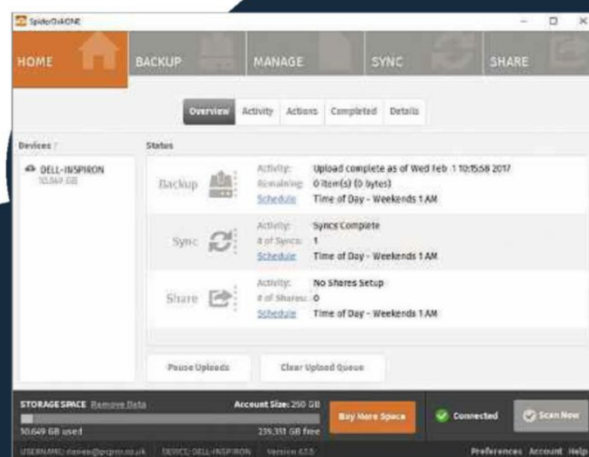 SpiderOakONE
HOME BACKUP MANAGE SYNC SHARE
Overview Activity Actions Completed Details
Devices Status
DELL-INSPIRON
10.649 GB
Backup
Activity: Upload complete as of Wed Feb 1 10:15:58 2017
Remaining: 0 item(s) (0 bytes)
Schedule Time of Day - Weekends 1 AM
Sync
Activity: Syncs Complete
# of Syncs: 1
Schedule Time of Day - Weekends 1 AM
Share
Activity: No Shares Setup
# of Shares: 0
Schedule Time of Day - Weekends 1 AM
Pause Uploads Clear Upload Queue
STORAGE SPACE Remove Data Account Size: 250 GB
10.649 GB used 239.351 GB free
Buy More Space Connected Scan Now
USERNAME: DEVICE: DELL-INSPIRON Version Preferences Account Help